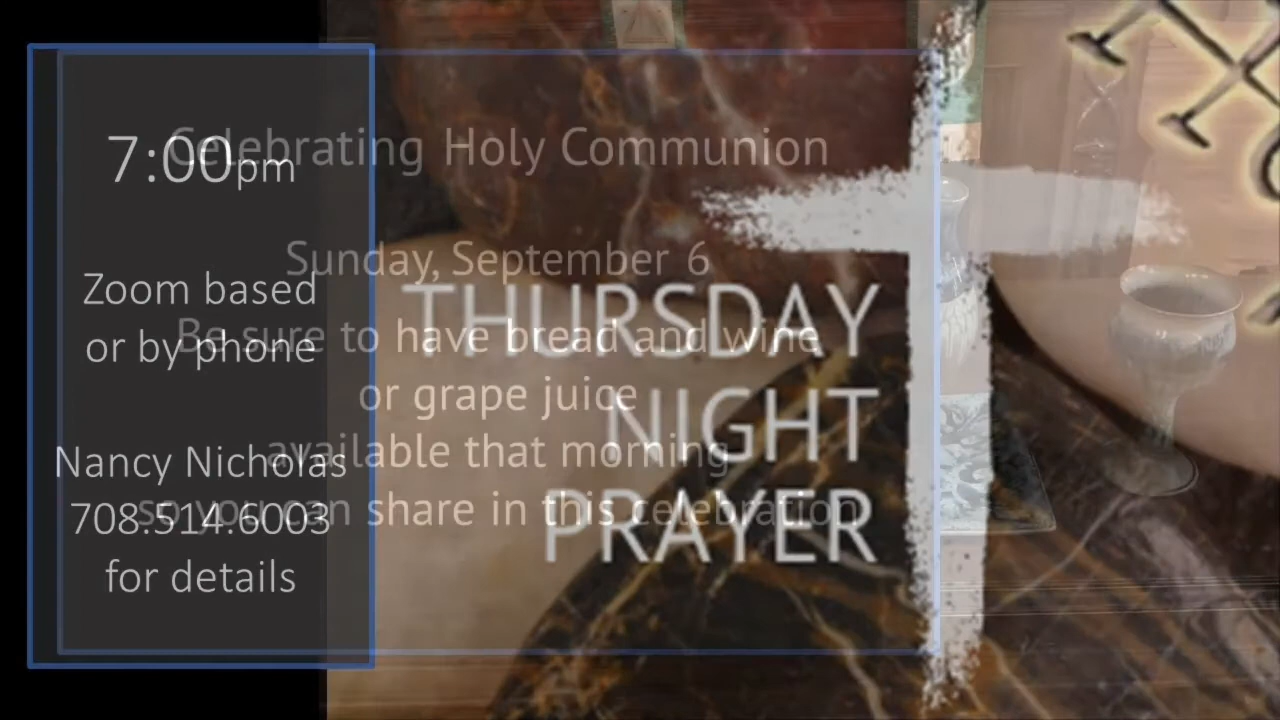 7:00pm
Zoom based
or by phone
Nancy Nicholas
708.514.6003
for details
THURSDAY
NIGHT
PRAYER
Celebrating Holy Communion
Sunday, September 6
Be sure to have bread and wine
or grape juice
available that morning
so you can share in this celebration